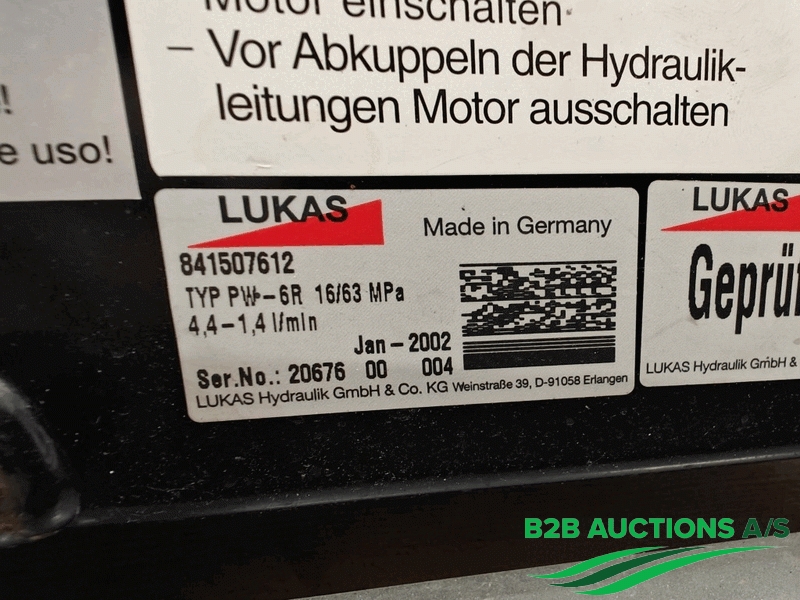 Motor einschalten
– Vor Abkuppeln der Hydraulik-
leitungen Motor ausschalten
!
e uso!
LUKAS
Made in Germany
841507612
TYP PW-6R 16/63 MPa
4,4-1,4 l/min
Jan-2002
Ser.No.: 20676 00 004
LUKAS Hydraulik GmbH & Co. KG Weinstraße 39, D-91058 Erlangen
LUKAS
Geprü
LUKAS Hydraulik GmbH &
B2B AUCTIONS A/S